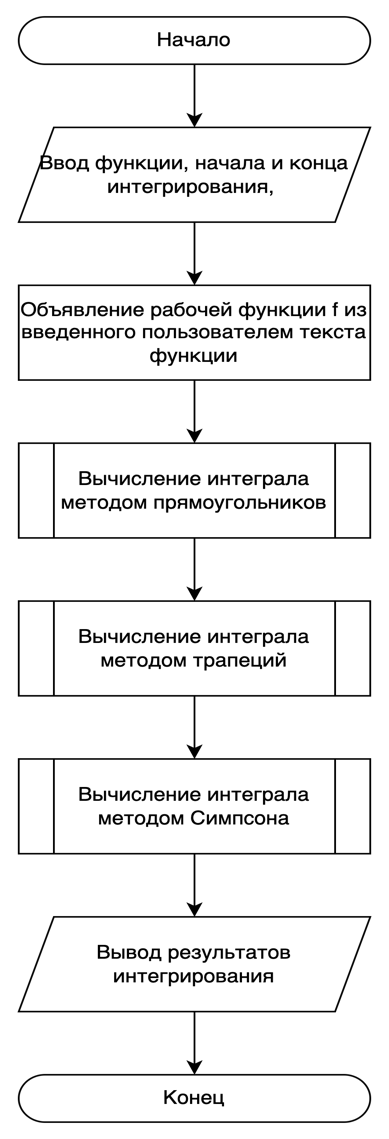 Начало
Ввод функции, начала и конца
интегрирования,
Объявление рабочей функции f из
введенного пользователем текста
функции
Вычисление интеграла
методом прямоугольников
Вычисление интеграла
методом трапеций
Вычисление интеграла
методом Симпсона
Вывод результатов
интегрирования
Конец